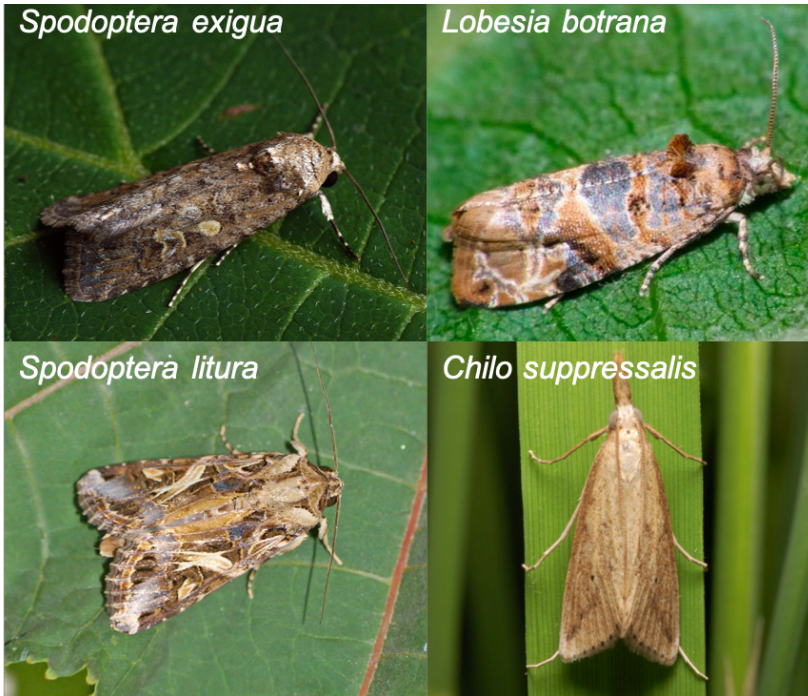 Spodoptera exigua
Lobesia botrana
Spodoptera litura
Chilo suppressalis